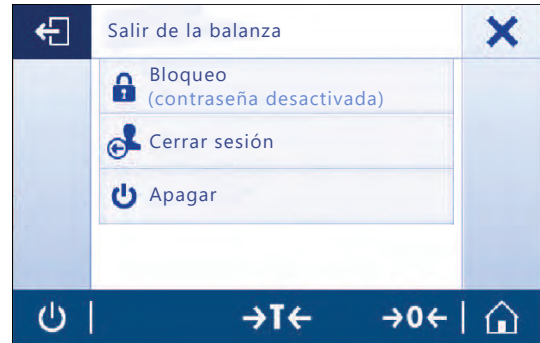 Salir de la balanza
Bloqueo
(contraseña desactivada)
Cerrar sesión
Apagar
→T← →0←